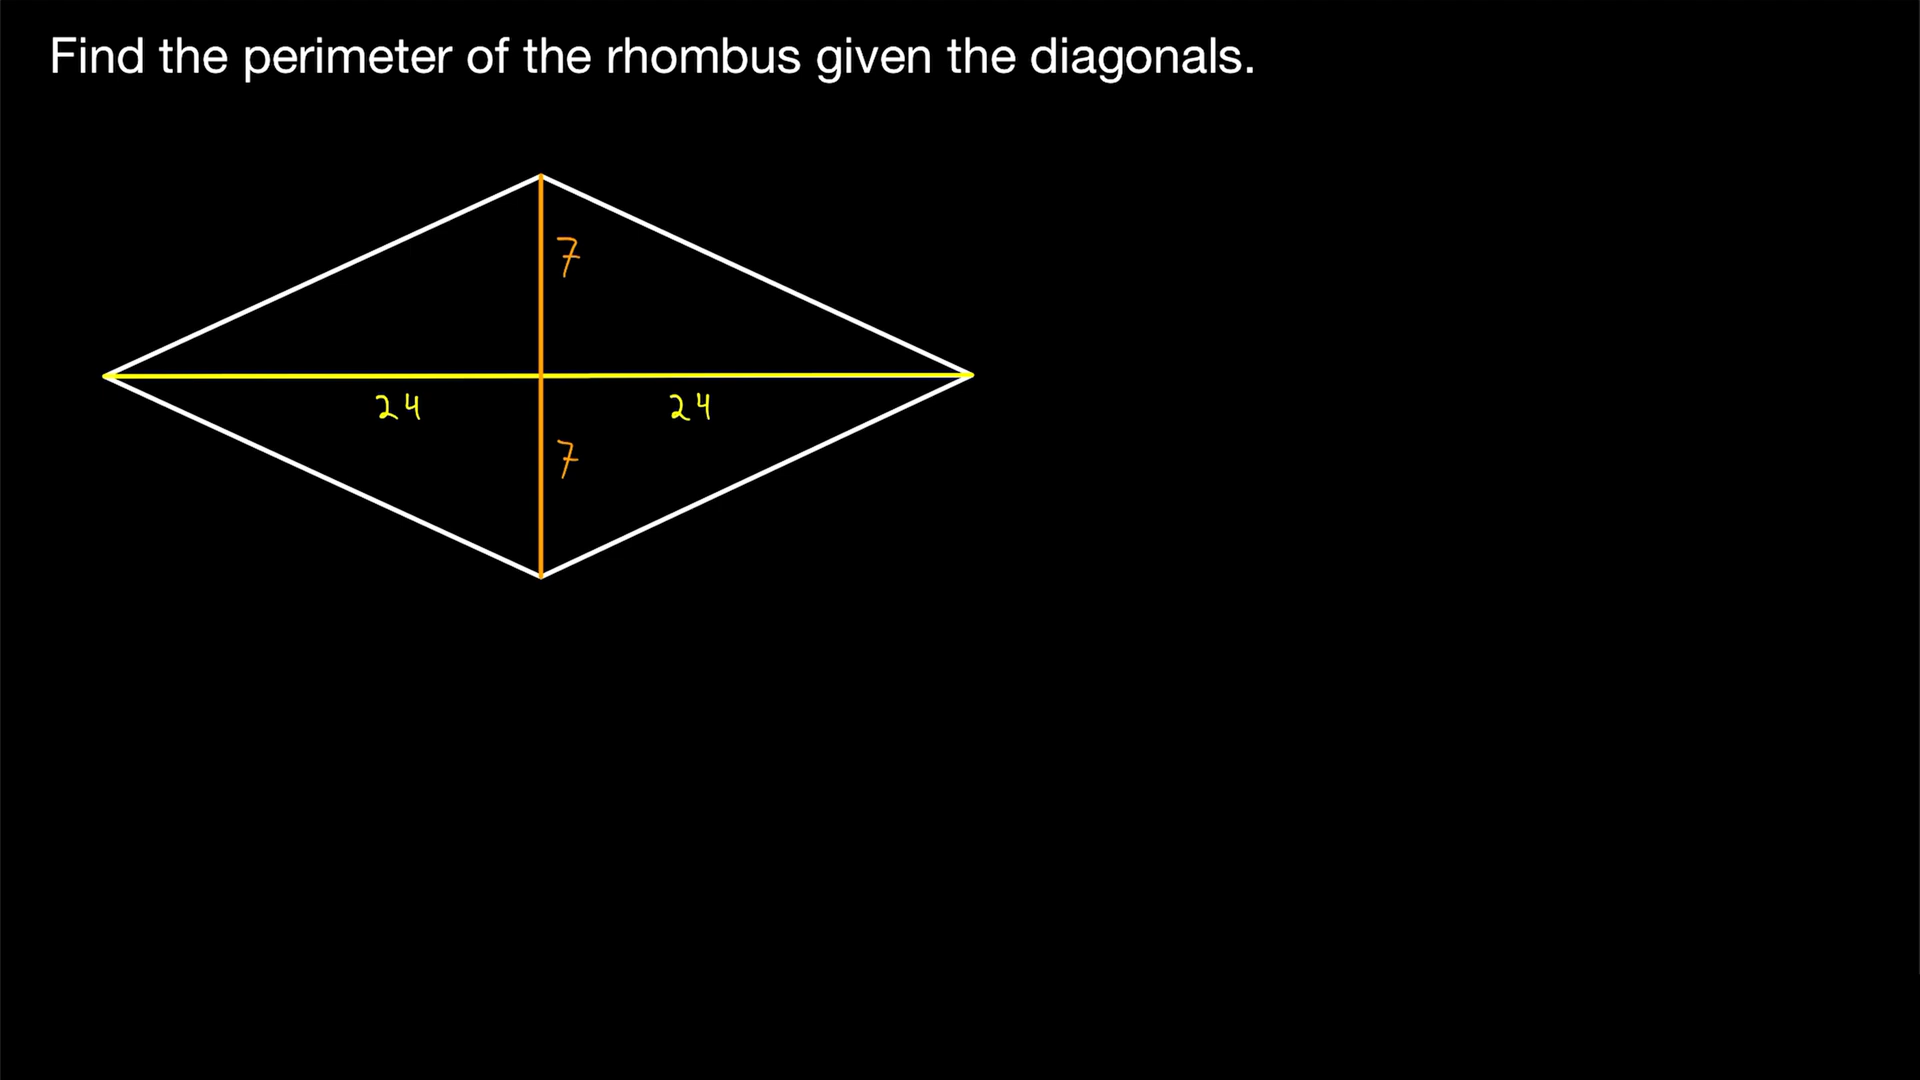 Find the perimeter of the rhombus given the diagonals.
7
24 24
7